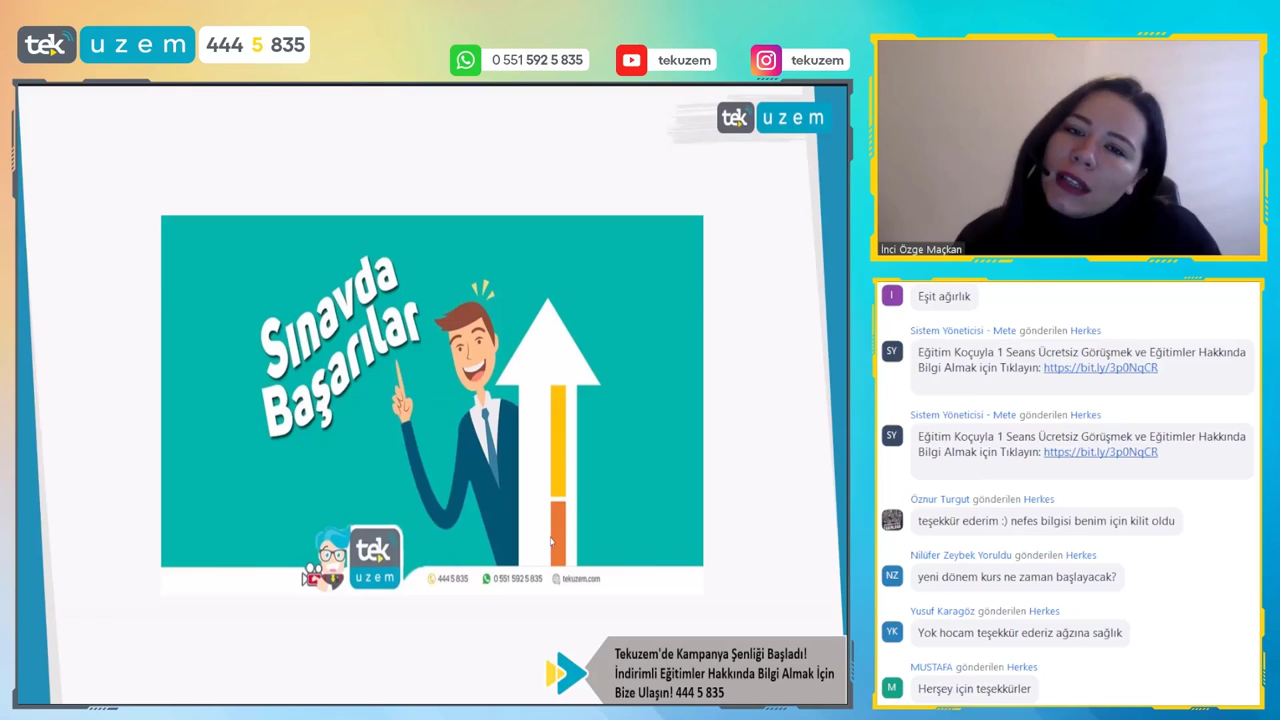 tek uzem 444 5 835
0 551 592 5 835
tekuzem
tekuzem
tek uzem
Sınavda
Başarılar
tek
uzem
444 5 835
0 551 592 5 835
tekuzem.com
Tekuzem'de Kampanya Şenliği Başladı!
İndirimli Eğitimler Hakkında Bilgi Almak İçin
Bize Ulaşın! 444 5 835
İnci Özge Maçkan
I
Eşit ağırlık
Sistem Yöneticisi - Mete gönderilen Herkes
SY
Eğitim Koçuyla 1 Seans Ücretsiz Görüşmek ve Eğitimler Hakkında
Bilgi Almak için Tıklayın: https://bit.ly/3p0NqCR
Sistem Yöneticisi - Mete gönderilen Herkes
SY
Eğitim Koçuyla 1 Seans Ücretsiz Görüşmek ve Eğitimler Hakkında
Bilgi Almak için Tıklayın: https://bit.ly/3p0NqCR
Öznur Turgut gönderilen Herkes
teşekkür ederim :) nefes bilgisi benim için kilit oldu
Nilüfer Zeybek Yoruldu gönderilen Herkes
NZ
yeni dönem kurs ne zaman başlayacak?
Yusuf Karagöz gönderilen Herkes
YK
Yok hocam teşekkür ederiz ağzına sağlık
MUSTAFA gönderilen Herkes
M
Herşey için teşekkürler